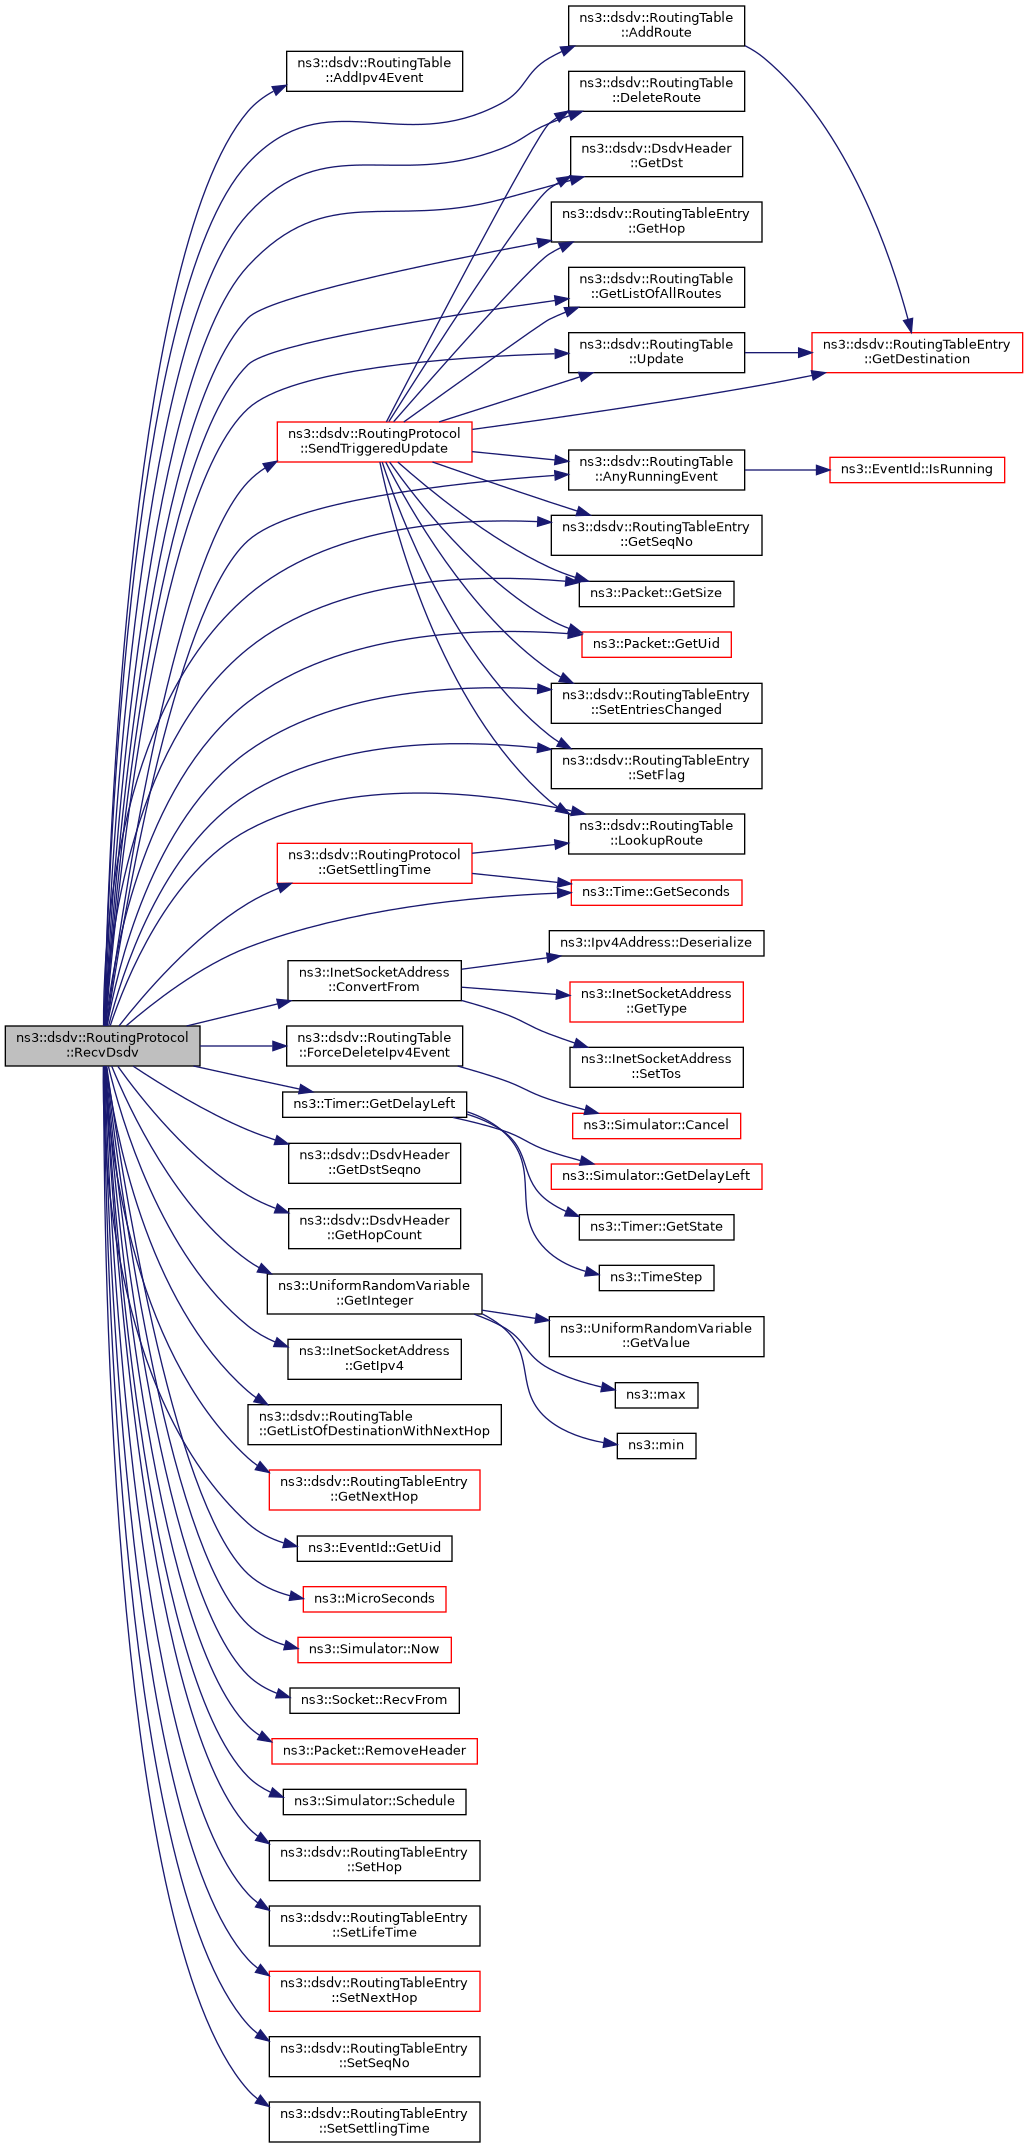 ns3::dsdv::RoutingProtocol
::RecvDsdv
ns3::dsdv::RoutingTable
::AddIpv4Event
ns3::dsdv::RoutingTable
::AddRoute
ns3::dsdv::RoutingTable
::DeleteRoute
ns3::dsdv::DsdvHeader
::GetDst
ns3::dsdv::RoutingTableEntry
::GetHop
ns3::dsdv::RoutingTable
::GetListOfAllRoutes
ns3::dsdv::RoutingTable
::Update
ns3::dsdv::RoutingTableEntry
::GetDestination
ns3::dsdv::RoutingProtocol
::SendTriggeredUpdate
ns3::dsdv::RoutingTable
::AnyRunningEvent
ns3::EventId::IsRunning
ns3::dsdv::RoutingTableEntry
::GetSeqNo
ns3::Packet::GetSize
ns3::Packet::GetUid
ns3::dsdv::RoutingTableEntry
::SetEntriesChanged
ns3::dsdv::RoutingTableEntry
::SetFlag
ns3::dsdv::RoutingTable
::LookupRoute
ns3::dsdv::RoutingProtocol
::GetSettlingTime
ns3::Time::GetSeconds
ns3::Ipv4Address::Deserialize
ns3::InetSocketAddress
::ConvertFrom
ns3::InetSocketAddress
::GetType
ns3::InetSocketAddress
::SetTos
ns3::dsdv::RoutingTable
::ForceDeleteIpv4Event
ns3::Simulator::Cancel
ns3::Timer::GetDelayLeft
ns3::Simulator::GetDelayLeft
ns3::Timer::GetState
ns3::TimeStep
ns3::dsdv::DsdvHeader
::GetDstSeqno
ns3::dsdv::DsdvHeader
::GetHopCount
ns3::UniformRandomVariable
::GetInteger
ns3::UniformRandomVariable
::GetValue
ns3::max
ns3::min
ns3::InetSocketAddress
::GetIpv4
ns3::dsdv::RoutingTable
::GetListOfDestinationWithNextHop
ns3::dsdv::RoutingTableEntry
::GetNextHop
ns3::EventId::GetUid
ns3::MicroSeconds
ns3::Simulator::Now
ns3::Socket::RecvFrom
ns3::Packet::RemoveHeader
ns3::Simulator::Schedule
ns3::dsdv::RoutingTableEntry
::SetHop
ns3::dsdv::RoutingTableEntry
::SetLifeTime
ns3::dsdv::RoutingTableEntry
::SetNextHop
ns3::dsdv::RoutingTableEntry
::SetSeqNo
ns3::dsdv::RoutingTableEntry
::SetSettlingTime